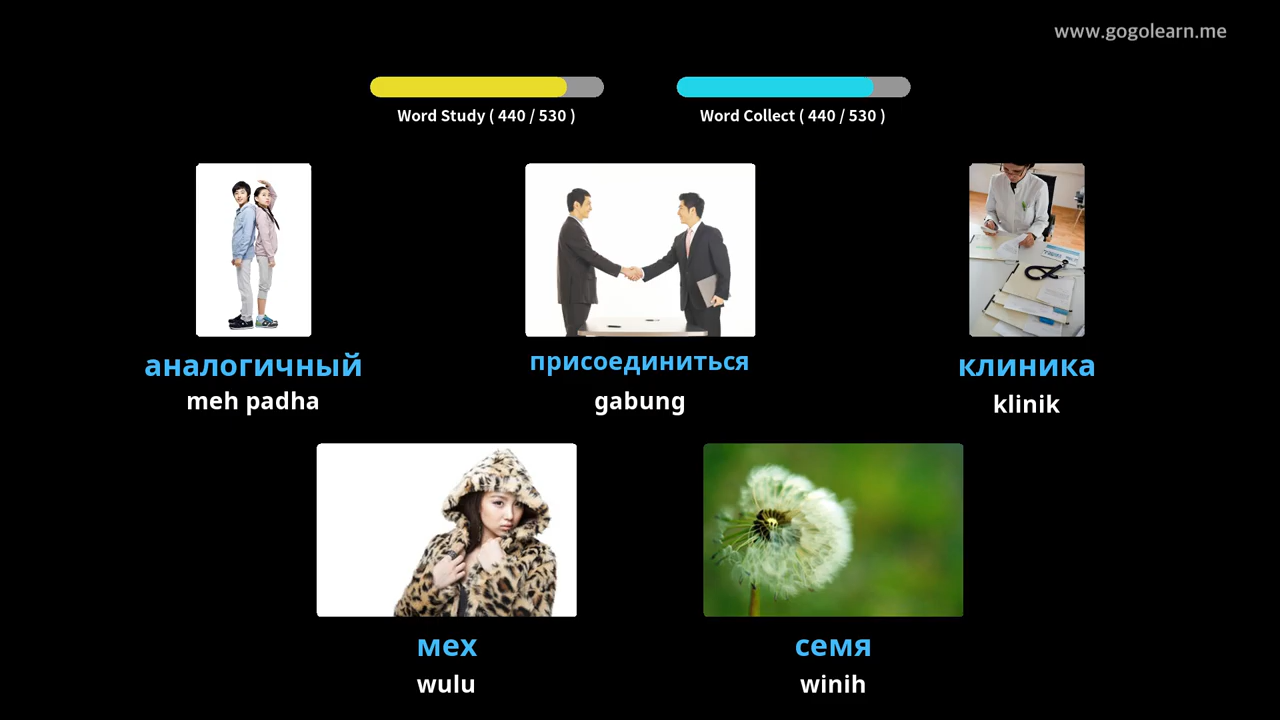 www.gogolearn.me
Word Study ( 440 / 530 )
Word Collect ( 440 / 530 )
аналогичный
meh padha
присоединиться
gabung
клиника
klinik
мех
wulu
семя
winih